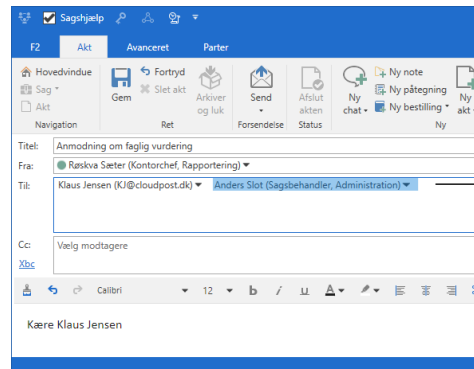 Sagshjælp
F2 Akt Avanceret Parter
Hovedvindue
Sag
Akt
Navigation
Gem
Fortryd
Slet akt
Arkiver og luk
Ret
Send
Forsendelse
Afslut akten
Status
Ny chat
Ny note
Ny påtegning
Ny bestilling
Ny akt
Ny
Titel: Anmodning om faglig vurdering
Fra: Røskva Sæter (Kontorchef, Rapportering)
Til: Klaus Jensen (KJ@cloudpost.dk) Anders Slot (Sagsbehandler, Administration)
Cc: Vælg modtagere
Xbc
Calibri 12 b i u A
Kære Klaus Jensen